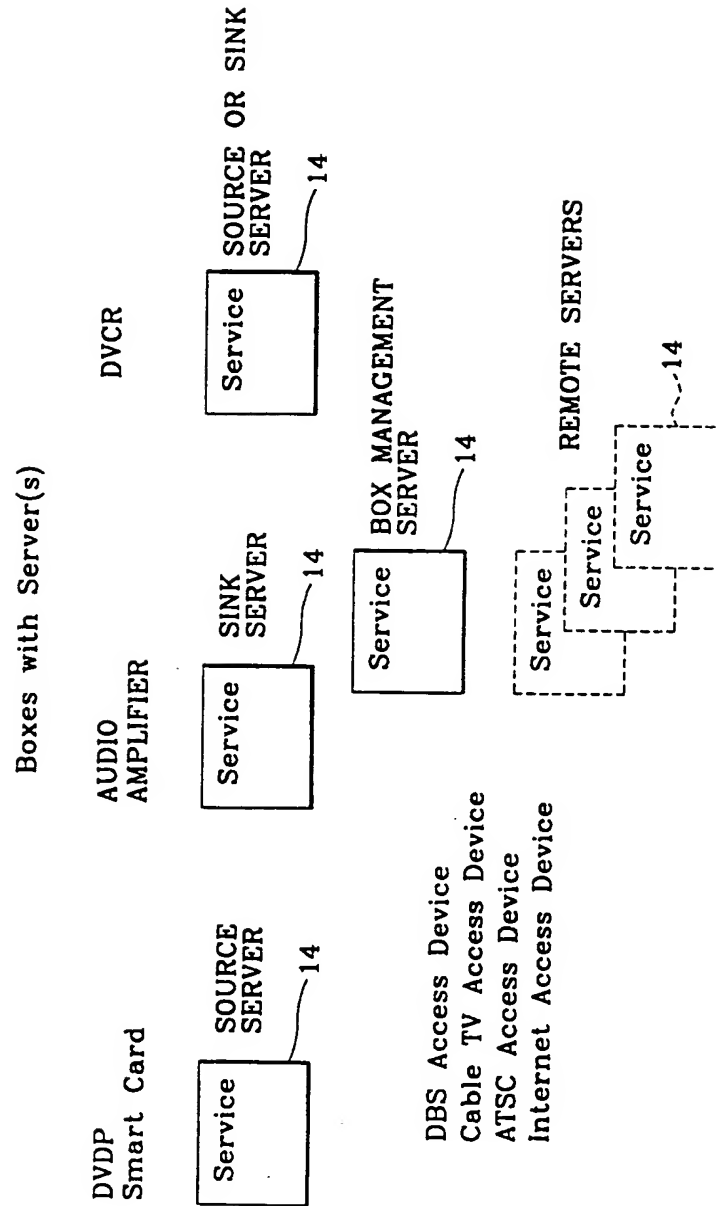 Boxes with Server(s)
DVDP
Smart Card
SOURCE
SERVER
Service
14
AUDIO
AMPLIFIER
SINK
SERVER
Service
14
DVCR
SOURCE OR SINK
SERVER
Service
14
BOX MANAGEMENT
SERVER
Service
14
DBS Access Device
Cable TV Access Device
ATSC Access Device
Internet Access Device
REMOTE SERVERS
Service
Service
Service
14